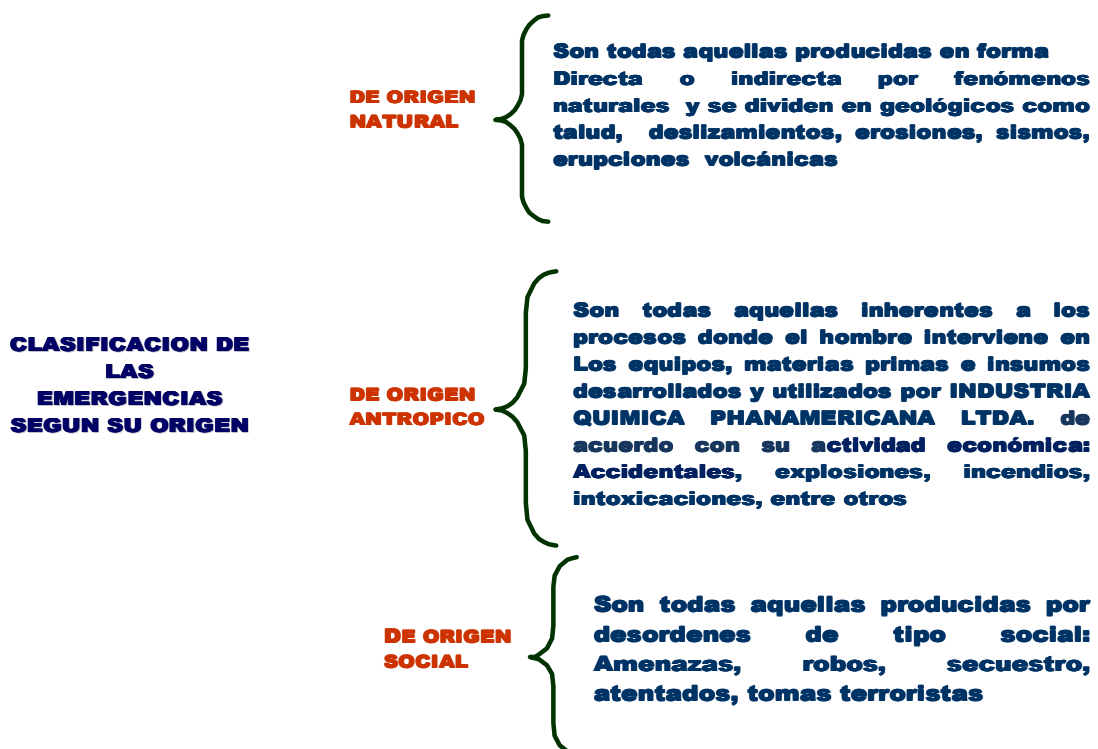 CLASIFICACION DE
LAS
EMERGENCIAS
SEGUN SU ORIGEN
DE ORIGEN
NATURAL
Son todas aquellas producidas en forma
Directa o indirecta por fenómenos
naturales y se dividen en geológicos como
talud, deslizamientos, erosiones, sismos,
erupciones volcánicas
DE ORIGEN
ANTROPICO
Son todas aquellas inherentes a los
procesos donde el hombre interviene en
Los equipos, materias primas e insumos
desarrollados y utilizados por INDUSTRIA
QUIMICA PHANAMERICANA LTDA. de
acuerdo con su actividad económica:
Accidentales, explosiones, incendios,
intoxicaciones, entre otros
DE ORIGEN
SOCIAL
Son todas aquellas producidas por
desordenes de tipo social:
Amenazas, robos, secuestro,
atentados, tomas terroristas